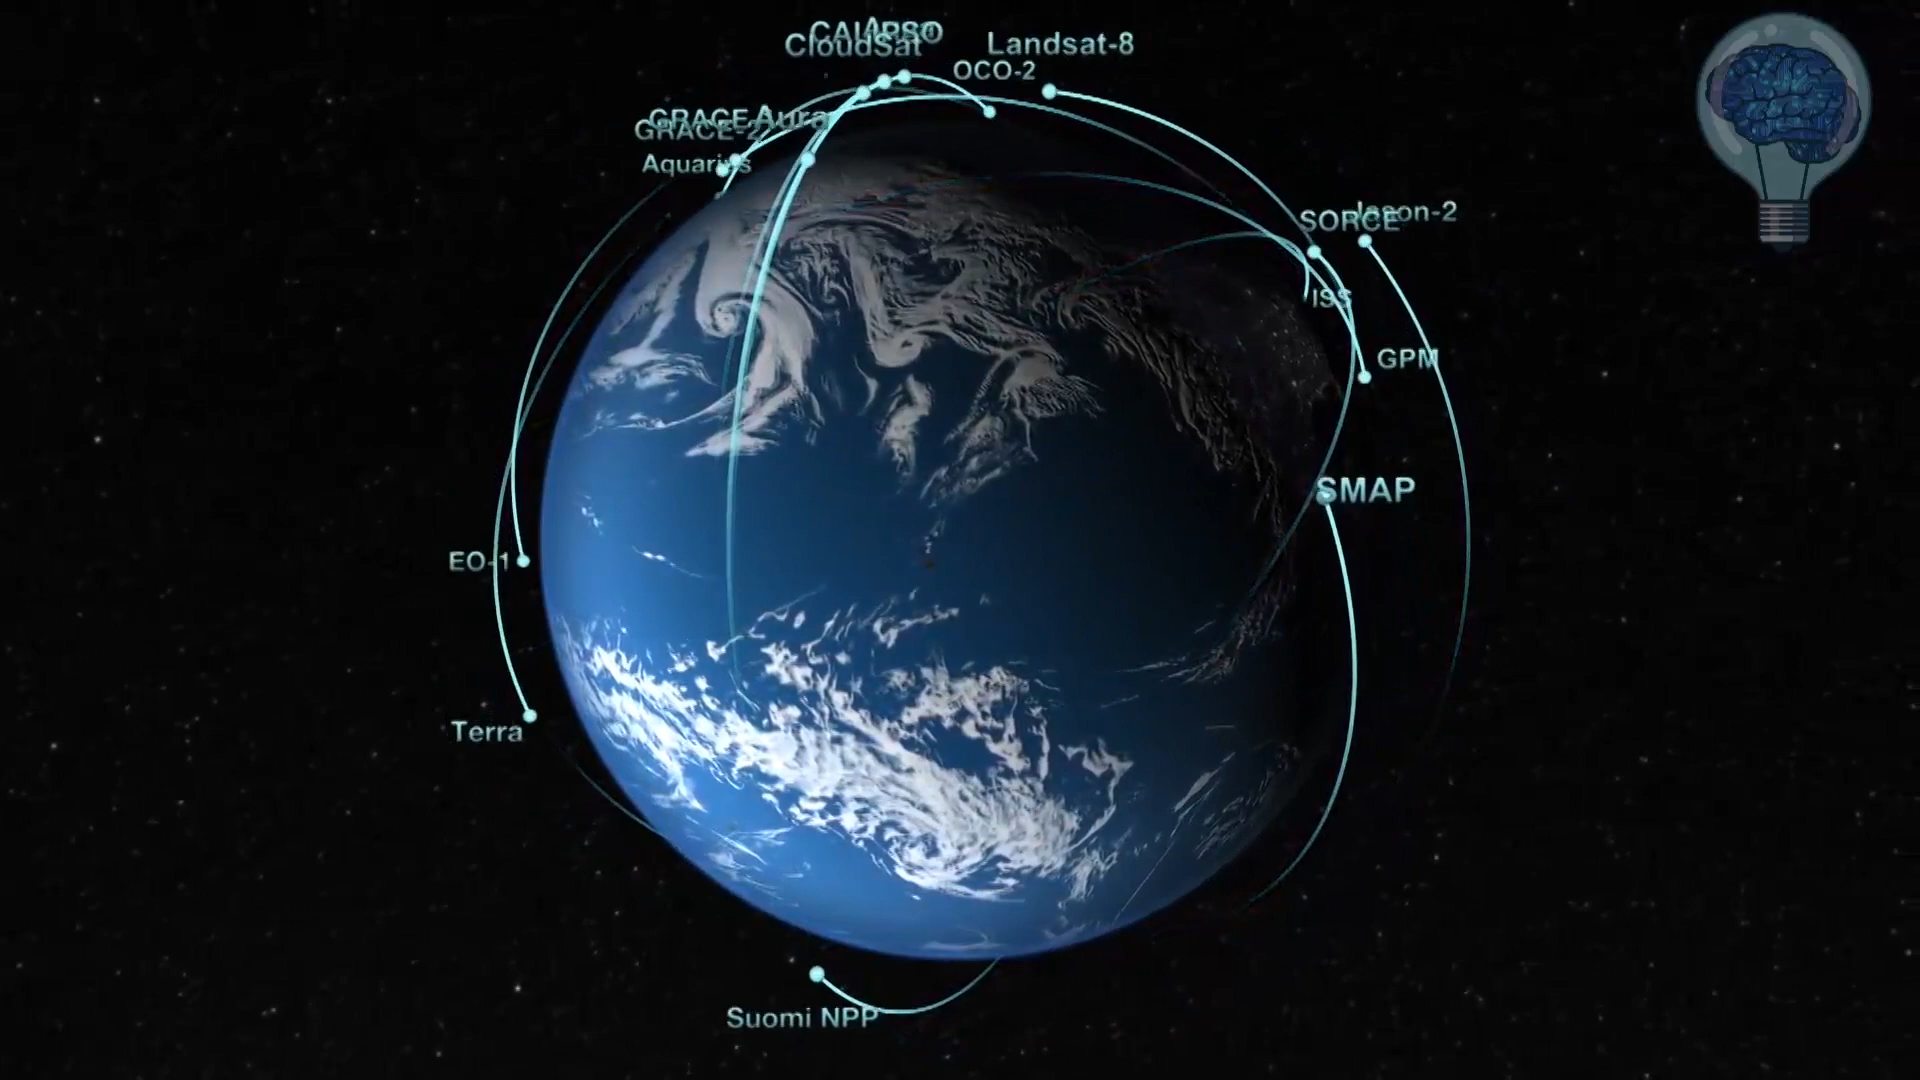 CALIPSO
CloudSat
Landsat-8
OCO-2
Aura
GRACE-2
Aquarius
SORCE
Jason-2
ISS
GPM
SMAP
EO-1
Terra
Suomi NPP